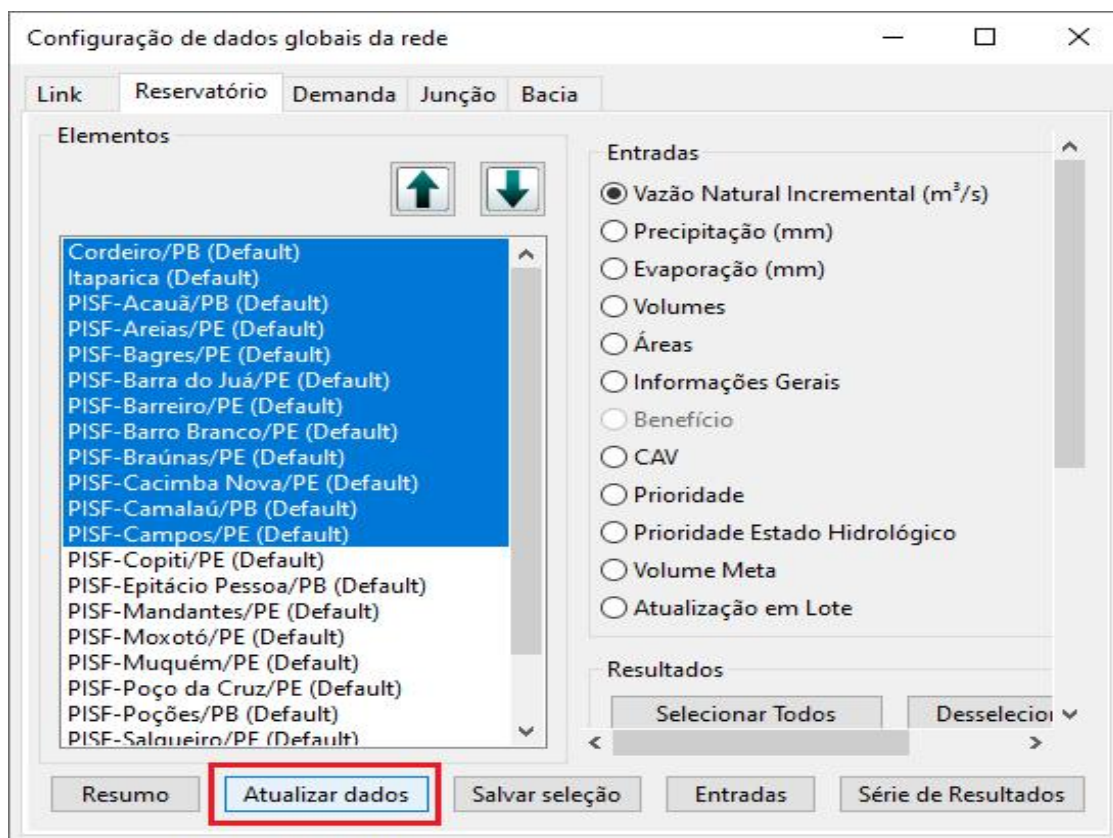 Configuração de dados globais da rede
Link Reservatório Demanda Junção Bacia
Elementos
Cordeiro/PB (Default)
Itaparica (Default)
PISF-Acauã/PB (Default)
PISF-Areias/PE (Default)
PISF-Bagres/PE (Default)
PISF-Barra do Juá/PE (Default)
PISF-Barreiro/PE (Default)
PISF-Barro Branco/PE (Default)
PISF-Braúnas/PE (Default)
PISF-Cacimba Nova/PE (Default)
PISF-Camalaú/PB (Default)
PISF-Campos/PE (Default)
PISF-Copiti/PE (Default)
PISF-Epitácio Pessoa/PB (Default)
PISF-Mandantes/PE (Default)
PISF-Moxotó/PE (Default)
PISF-Muquém/PE (Default)
PISF-Poço da Cruz/PE (Default)
PISF-Poções/PB (Default)
PISF-Salgueiro/PE (Default)
Entradas
Vazão Natural Incremental (m³/s)
Precipitação (mm)
Evaporação (mm)
Volumes
Áreas
Informações Gerais
Benefício
CAV
Prioridade
Prioridade Estado Hidrológico
Volume Meta
Atualização em Lote
Resultados
Selecionar Todos Desselecio
Resumo Atualizar dados Salvar seleção Entradas Série de Resultados